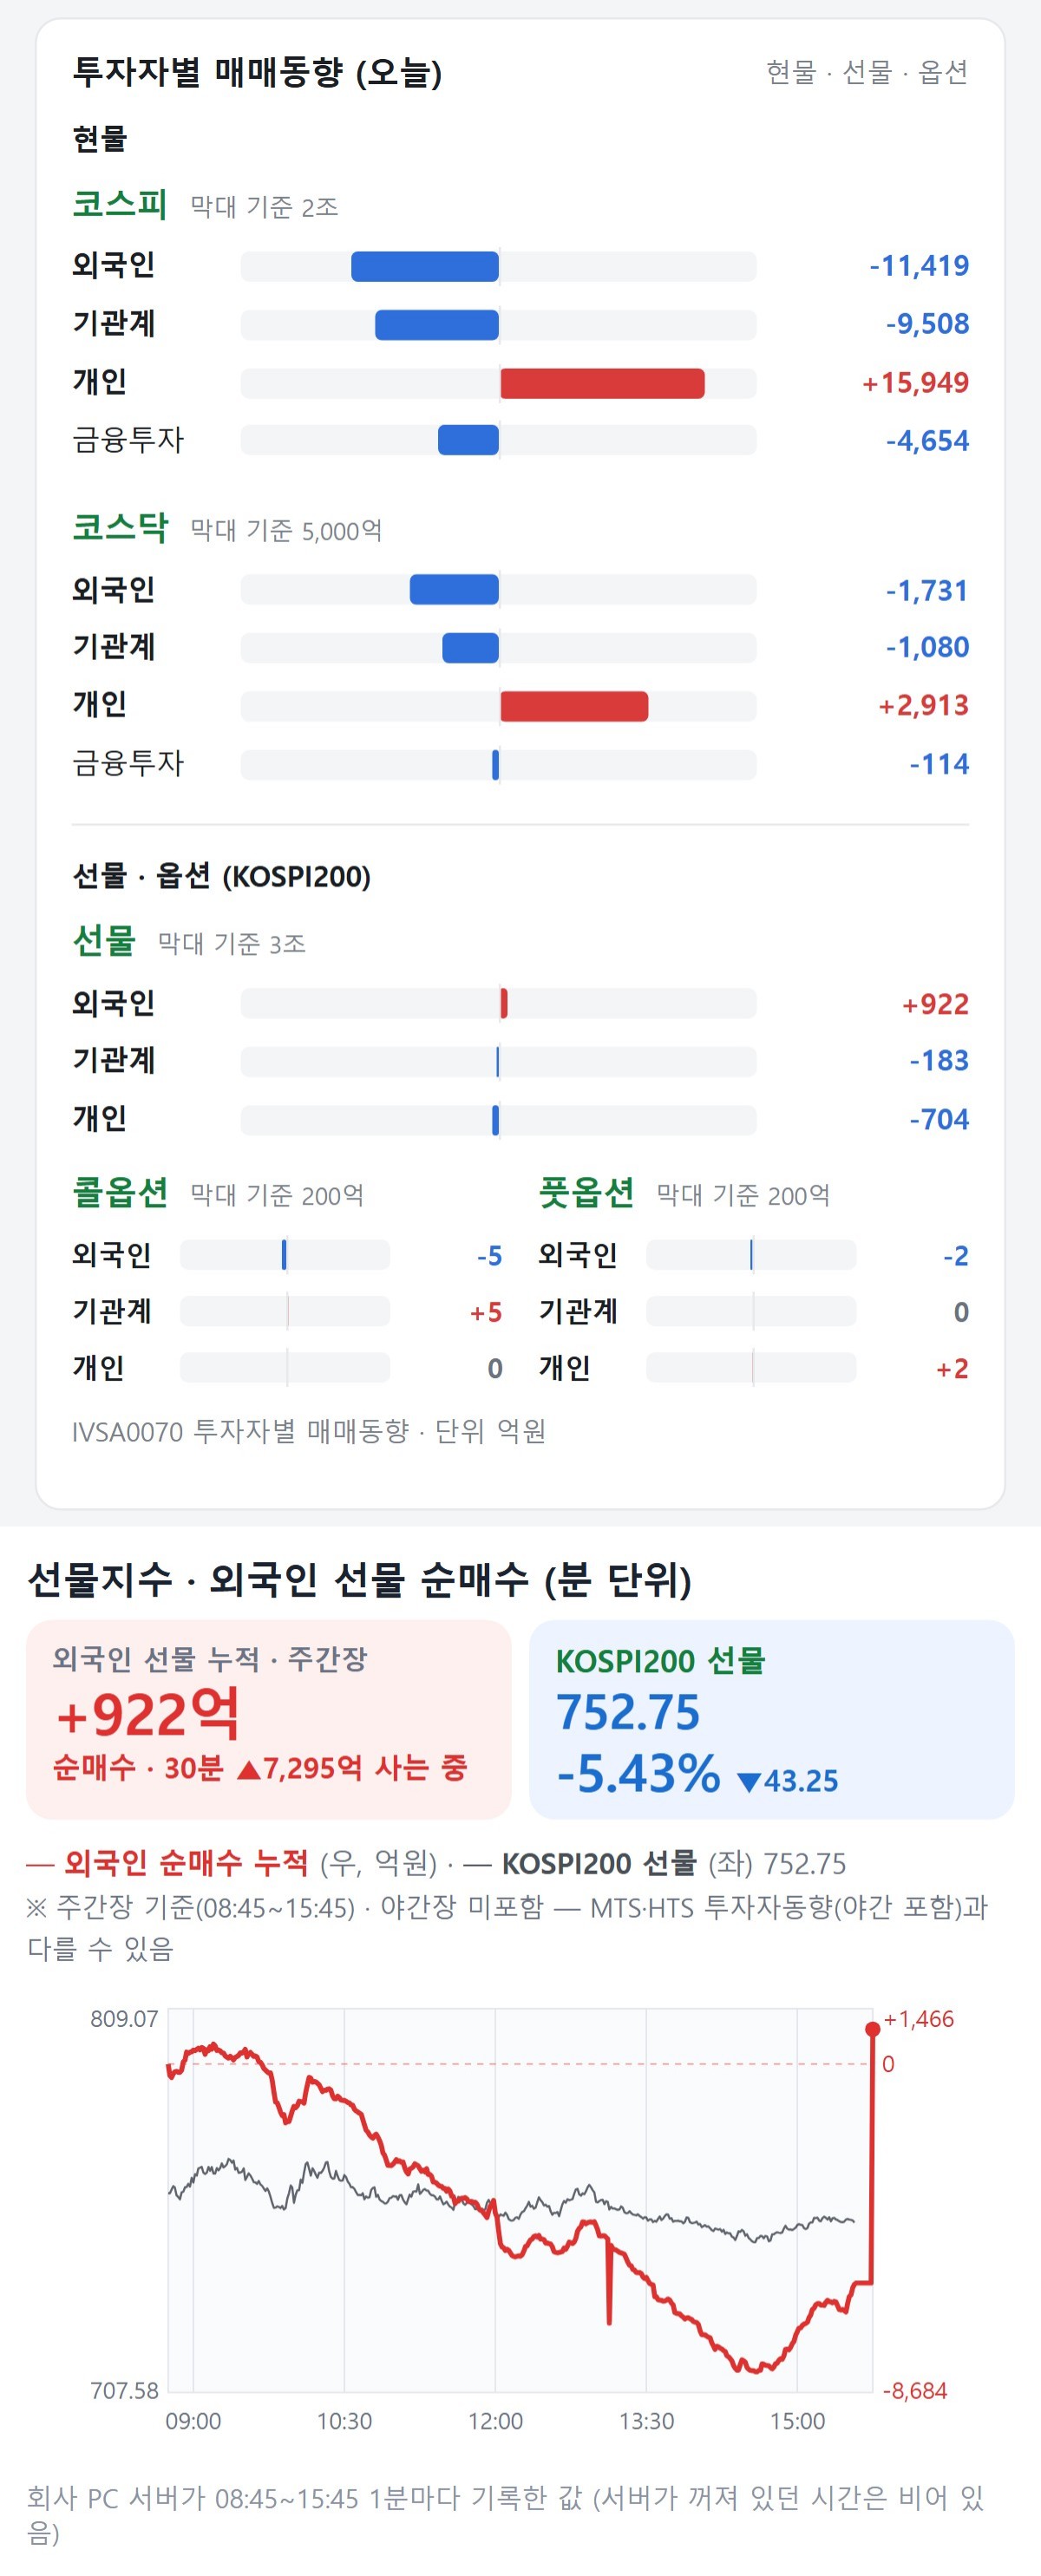 투자자별 매매동향 (오늘) 현물 · 선물 · 옵션
현물
코스피 막대 기준 2조
외국인 -11,419
기관계 -9,508
개인 +15,949
금융투자 -4,654
코스닥 막대 기준 5,000억
외국인 -1,731
기관계 -1,080
개인 +2,913
금융투자 -114
선물 · 옵션 (KOSPI200)
선물 막대 기준 3조
외국인 +922
기관계 -183
개인 -704
콜옵션 막대 기준 200억 풋옵션 막대 기준 200억
외국인 -5 외국인 -2
기관계 +5 기관계 0
개인 0 개인 +2
IVSA0070 투자자별 매매동향 · 단위 억원
선물지수 · 외국인 선물 순매수 (분 단위)
외국인 선물 누적 · 주간장
+922억
순매수 · 30분 ▲7,295억 사는 중
KOSPI200 선물
752.75
-5.43% ▼43.25
— 외국인 순매수 누적 (우, 억원) · — KOSPI200 선물 (좌) 752.75
※ 주간장 기준(08:45~15:45) · 야간장 미포함 — MTS·HTS 투자자동향(야간 포함)과
다를 수 있음
809.07 +1,466
0
707.58 -8,684
09:00 10:30 12:00 13:30 15:00
회사 PC 서버가 08:45~15:45 1분마다 기록한 값 (서버가 꺼져 있던 시간은 비어 있
음)